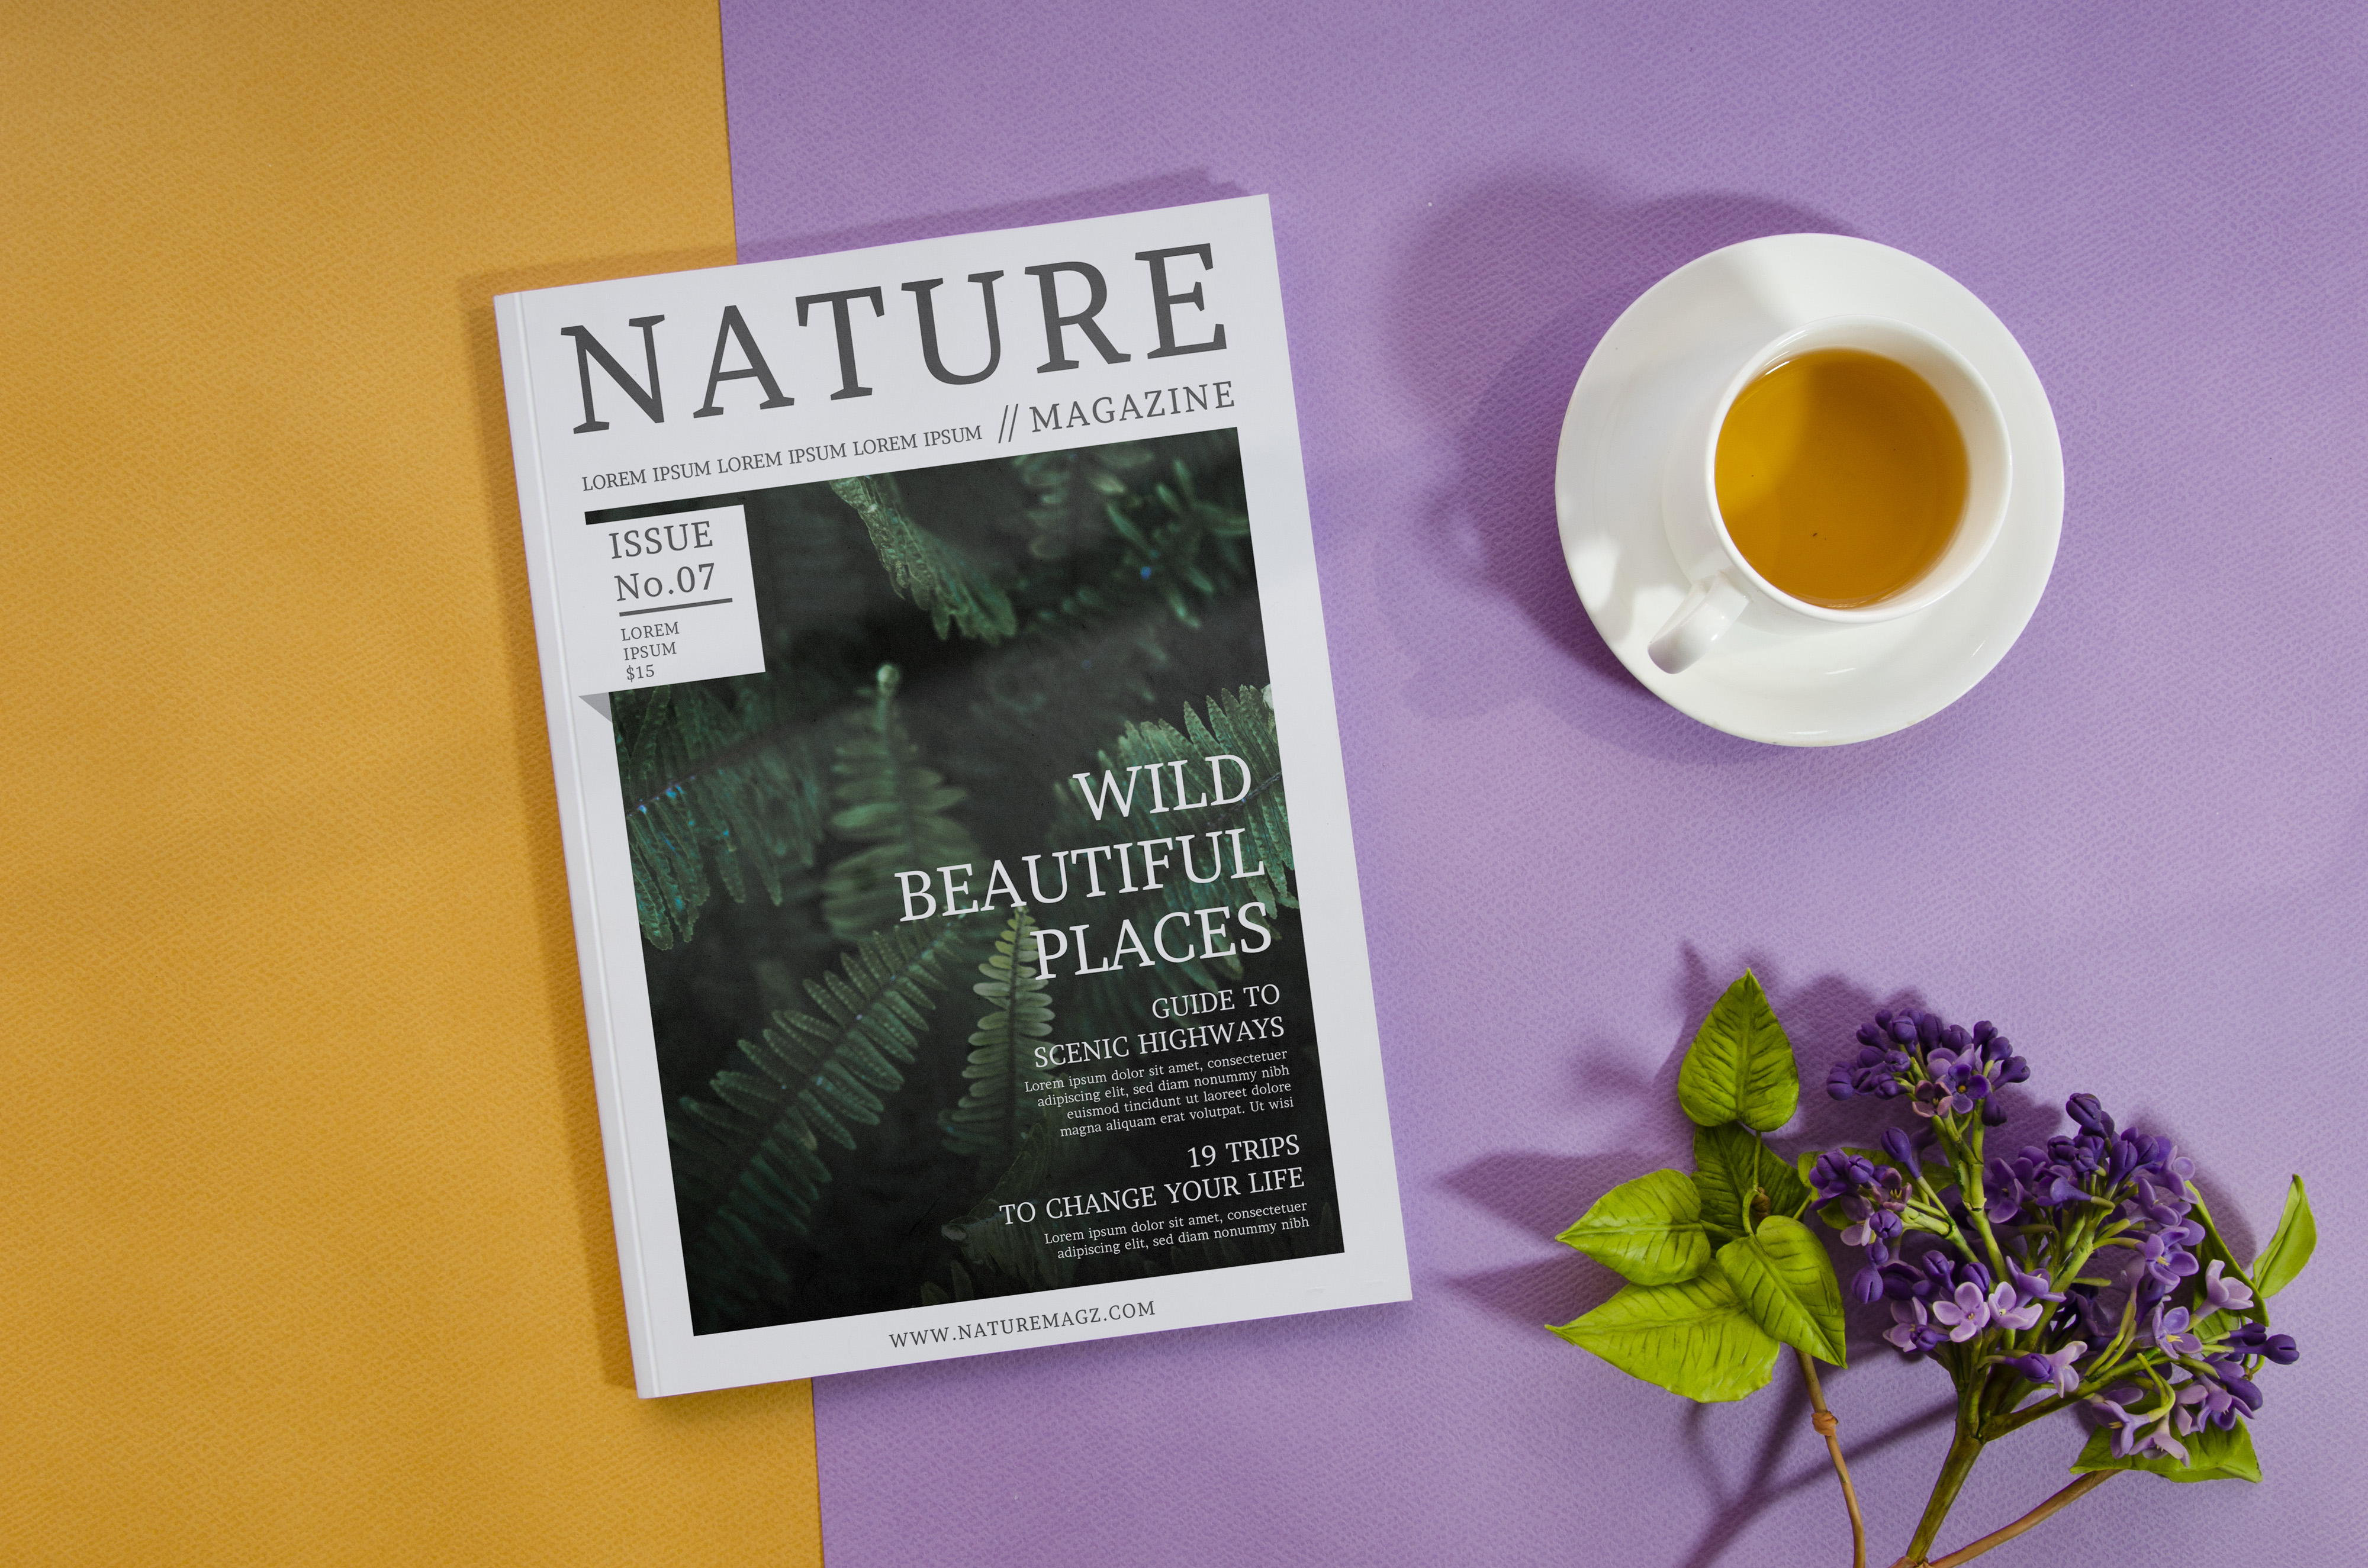 NATURE
LOREM IPSUM LOREM IPSUM LOREM IPSUM // MAGAZINE
ISSUE
No.07
LOREM
IPSUM
$15
WILD
BEAUTIFUL
PLACES
GUIDE TO
SCENIC HIGHWAYS
Lorem ipsum dolor sit amet, consectetuer
adipiscing elit, sed diam nonummy nibh
euismod tincidunt ut laoreet dolore
magna aliquam erat volutpat. Ut wisi
19 TRIPS
TO CHANGE YOUR LIFE
Lorem ipsum dolor sit amet, consectetuer
adipiscing elit, sed diam nonummy nibh
WWW.NATUREMAGZ.COM